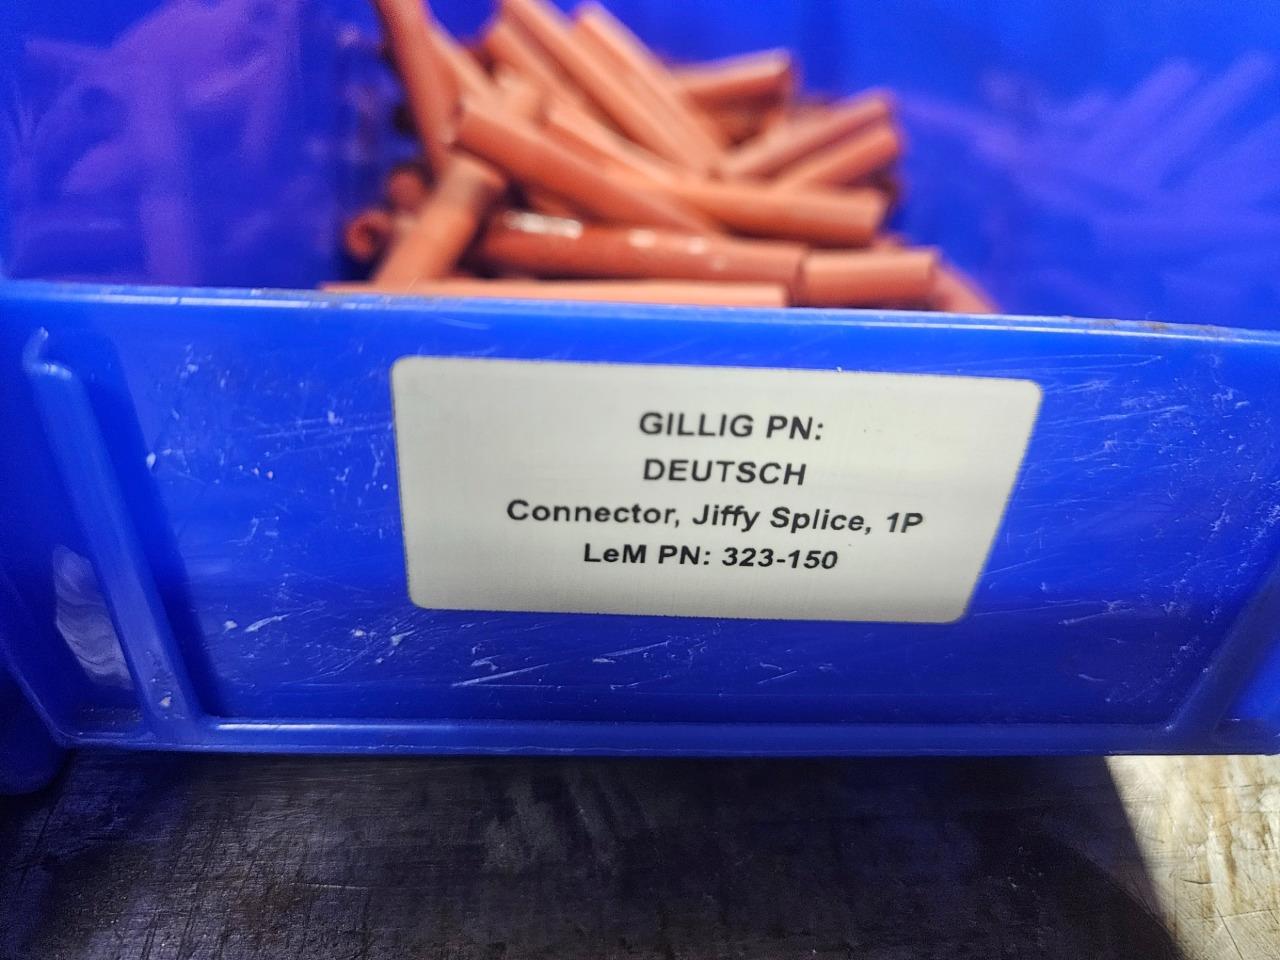 GILLIG PN:
DEUTSCH
Connector, Jiffy Splice, 1P
LeM PN: 323-150